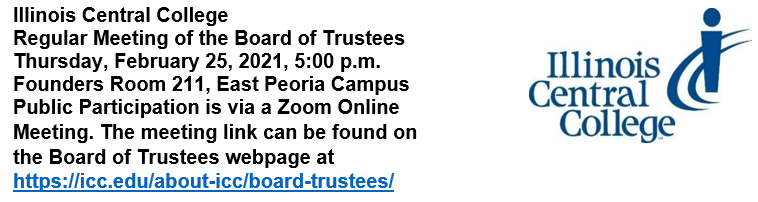 Illinois Central College
Regular Meeting of the Board of Trustees
Thursday, February 25, 2021, 5:00 p.m.
Founders Room 211, East Peoria Campus
Public Participation is via a Zoom Online
Meeting. The meeting link can be found on
the Board of Trustees webpage at
https://icc.edu/about-icc/board-trustees/
Illinois
Central
College